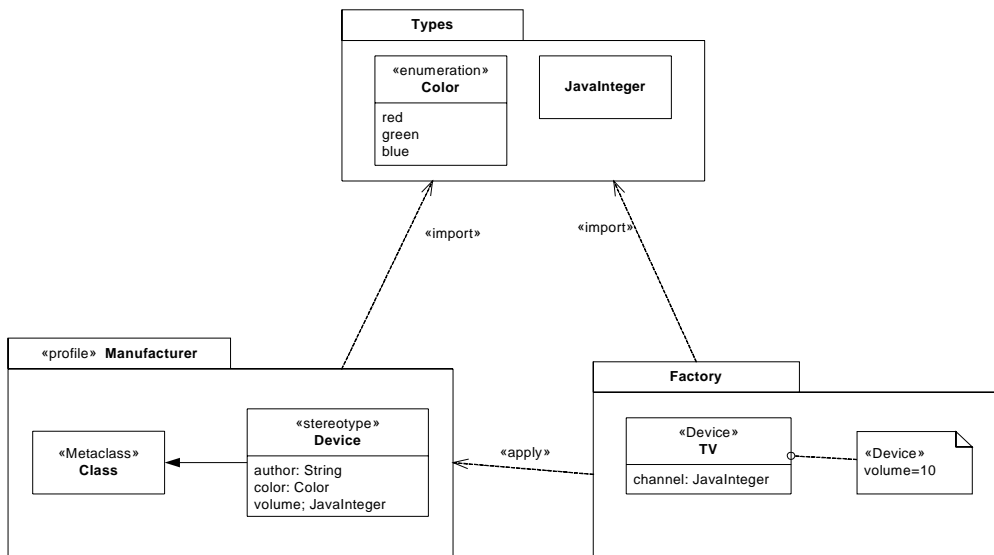 Types
«enumeration»
Color
red
green
blue
JavaInteger
«import»
«import»
«profile» Manufacturer
«Metaclass»
Class
«stereotype»
Device
author: String
color: Color
volume; JavaInteger
«apply»
Factory
«Device»
TV
channel: JavaInteger
«Device»
volume=10